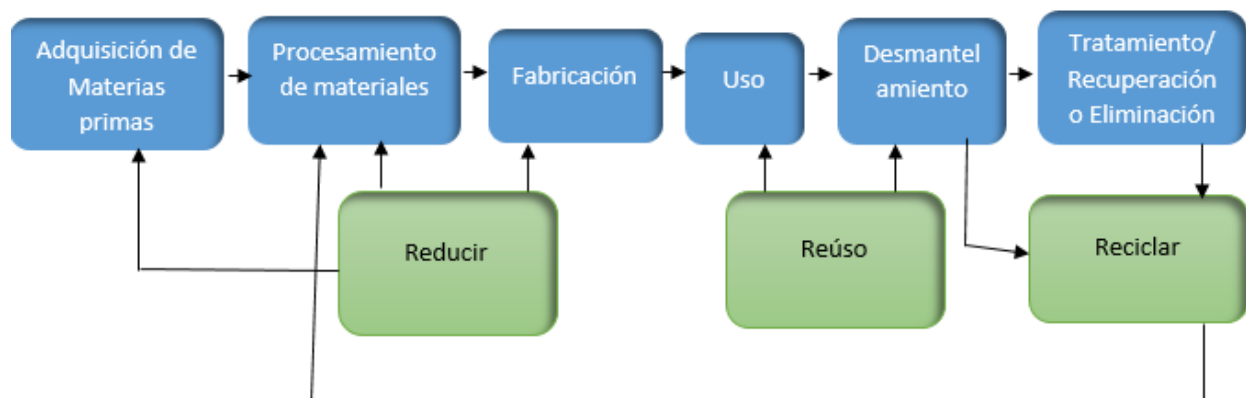 Adquisición de
Materias
primas
Procesamiento
de materiales
Fabricación
Uso
Desmantel
amiento
Tratamiento/
Recuperación
o Eliminación
Reducir
Reúso
Reciclar